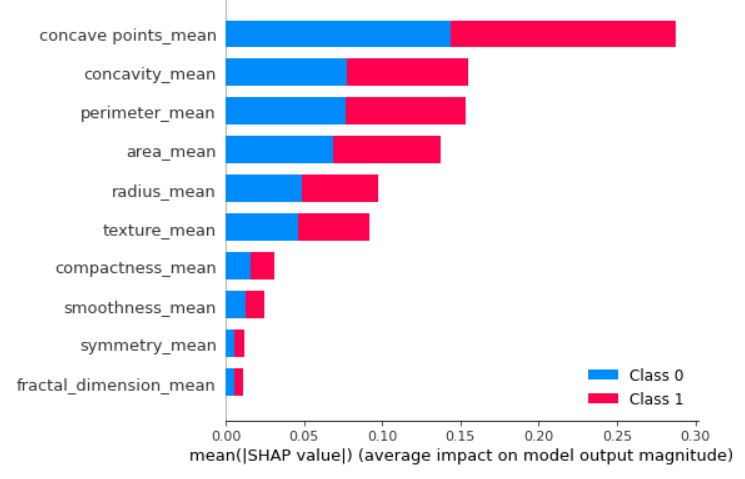 concave points_mean
concavity_mean
perimeter_mean
area_mean
radius_mean
texture_mean
compactness_mean
smoothness_mean
symmetry_mean
fractal_dimension_mean
Class 0
Class 1
0.00 0.05 0.10 0.15 0.20 0.25 0.30
mean(|SHAP value|) (average impact on model output magnitude)